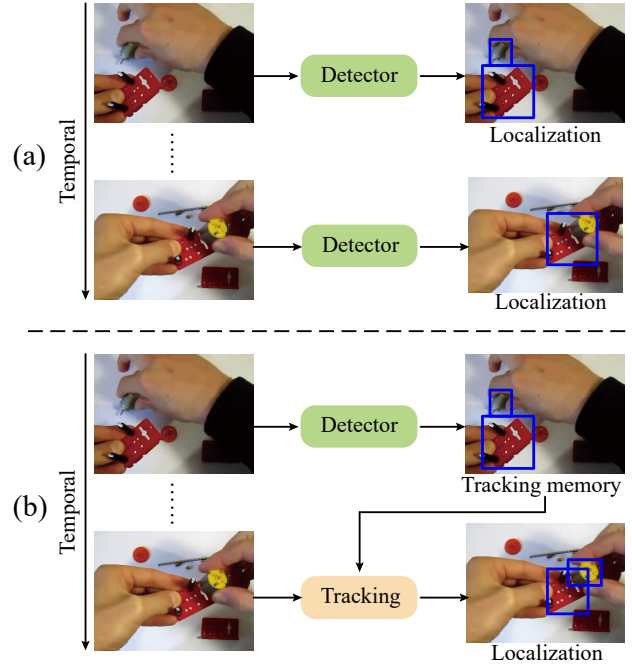 Detector
Localization
(a)
Temporal
Detector
Localization
Detector
Tracking memory
(b)
Temporal
Tracking
Localization